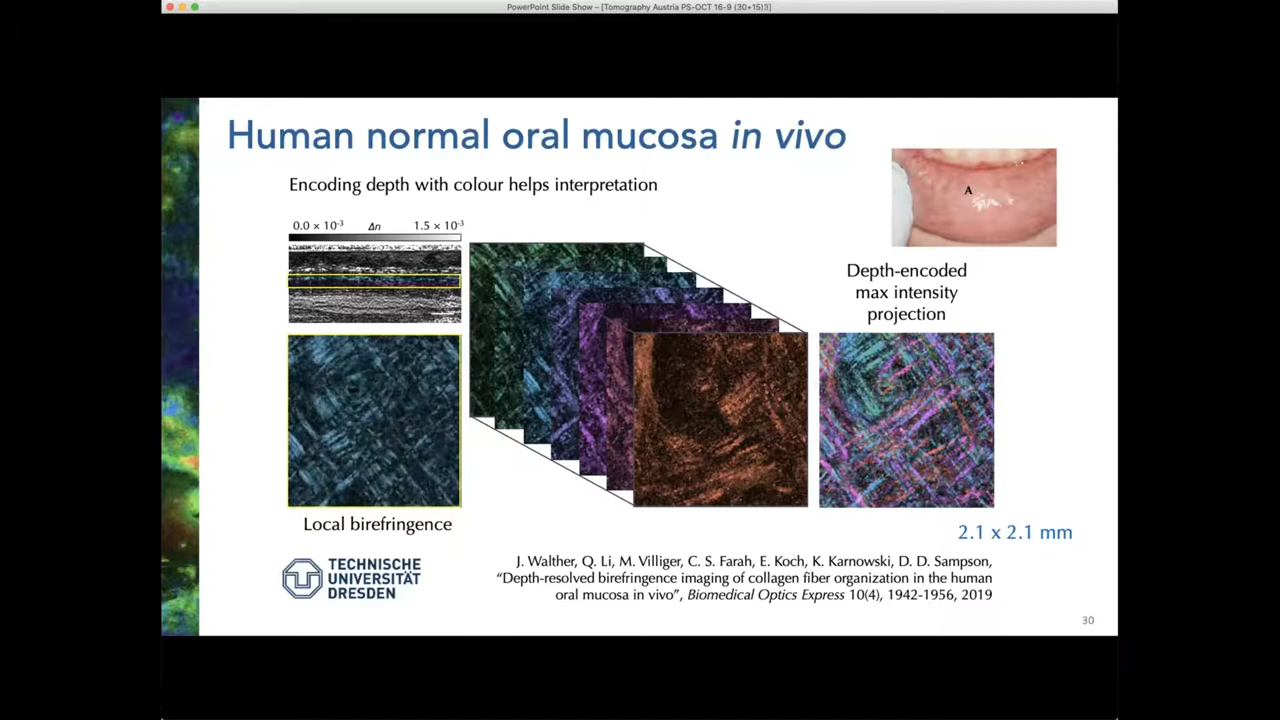 PowerPoint Slide Show – [Tomography Austria PS-OCT 16-9 (30+15)3]
Human normal oral mucosa in vivo
Encoding depth with colour helps interpretation
0.0 × 10⁻³ Δn 1.5 × 10⁻³
A
Depth-encoded
max intensity
projection
Local birefringence
2.1 x 2.1 mm
TECHNISCHE
UNIVERSITÄT
DRESDEN
J. Walther, Q. Li, M. Villiger, C. S. Farah, E. Koch, K. Karnowski, D. D. Sampson,
“Depth-resolved birefringence imaging of collagen fiber organization in the human
oral mucosa in vivo”, Biomedical Optics Express 10(4), 1942-1956, 2019
30